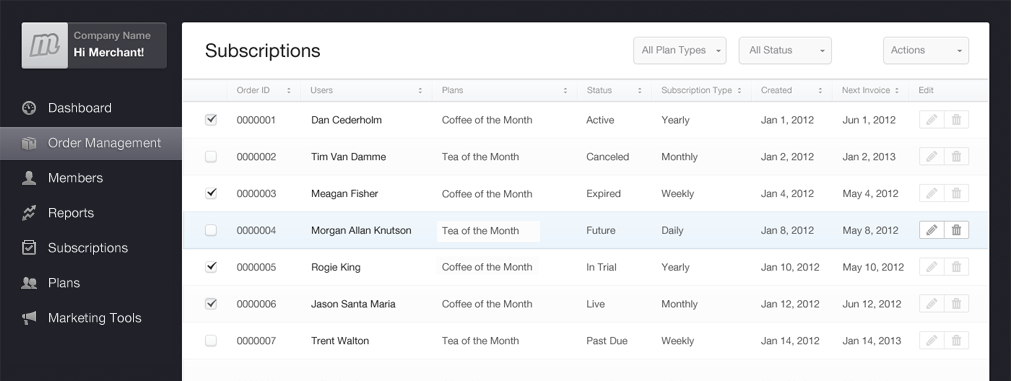 Company Name
Hi Merchant!
Dashboard
Order Management
Members
Reports
Subscriptions
Plans
Marketing Tools
Subscriptions
All Plan Types
All Status
Actions
Order ID Users Plans Status Subscription Type Created Next Invoice Edit
0000001 Dan Cederholm Coffee of the Month Active Yearly Jan 1, 2012 Jun 1, 2012
0000002 Tim Van Damme Tea of the Month Canceled Monthly Jan 2, 2012 Jan 2, 2013
0000003 Meagan Fisher Coffee of the Month Expired Weekly Jan 4, 2012 May 4, 2012
0000004 Morgan Allan Knutson Tea of the Month Future Daily Jan 8, 2012 May 8, 2012
0000005 Rogie King Coffee of the Month In Trial Yearly Jan 10, 2012 May 10, 2012
0000006 Jason Santa Maria Coffee of the Month Live Monthly Jan 12, 2012 Jun 12, 2012
0000007 Trent Walton Tea of the Month Past Due Weekly Jan 14, 2012 Jan 14, 2013